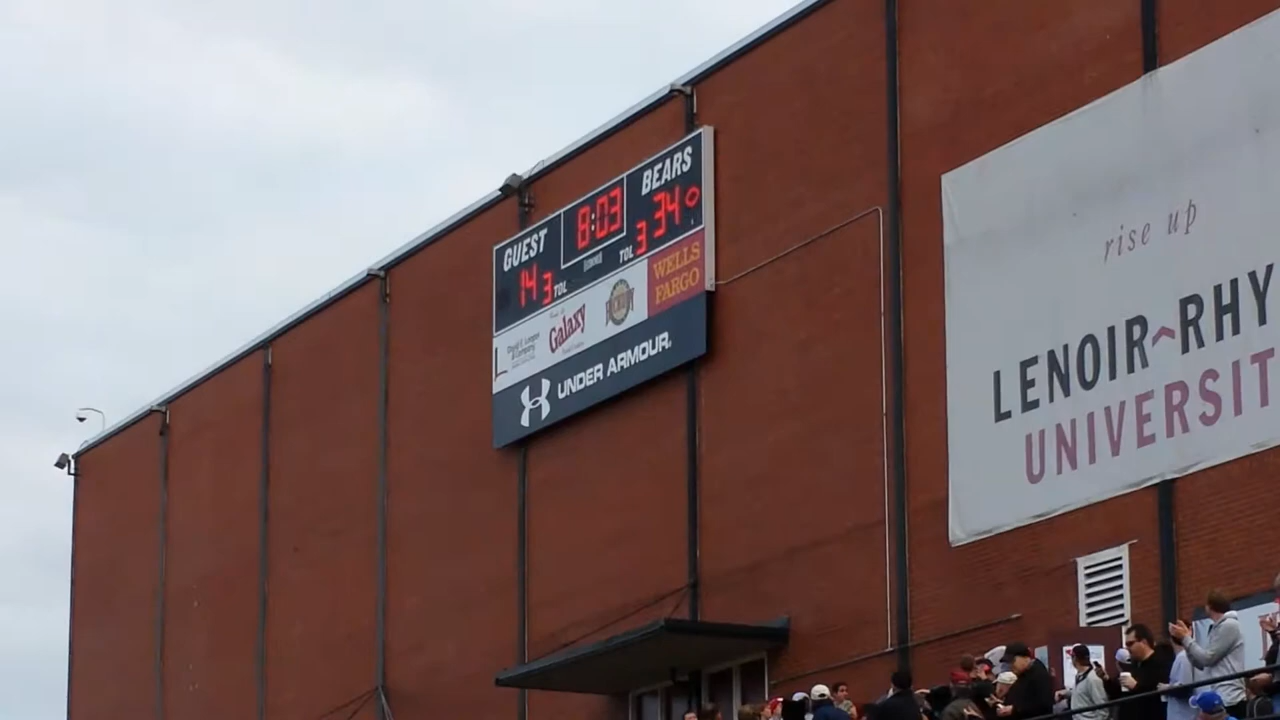 GUEST
8:03
BEARS
14
3
TOL
TOL
3
34
WELLS
FARGO
Galaxy
UNDER ARMOUR
rise up
LENOIR^RHY
UNIVERSIT